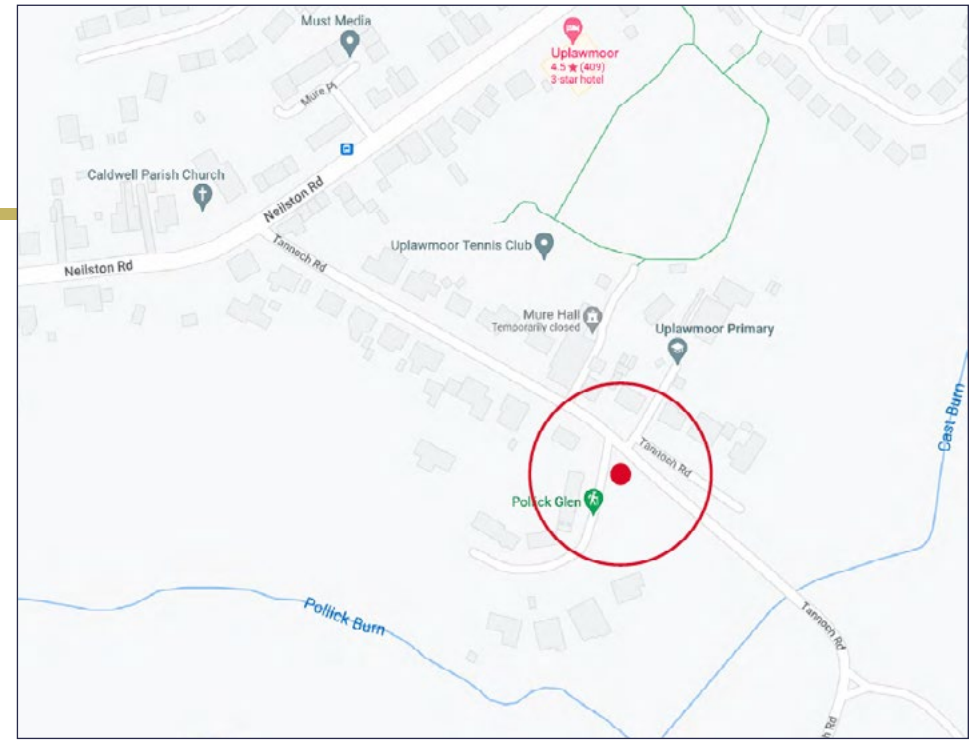 Must Media
Uplawmoor
4.5 ★ (409)
3-star hotel
Mure Pl
Caldwell Parish Church
Neilston Rd
Tannoch Rd
Uplawmoor Tennis Club
Neilston Rd
Mure Hall
Temporarily closed
Uplawmoor Primary
Cast Burn
Tannoch Rd
Pollick Glen
Pollick Burn
Tannoch Rd
h Rd